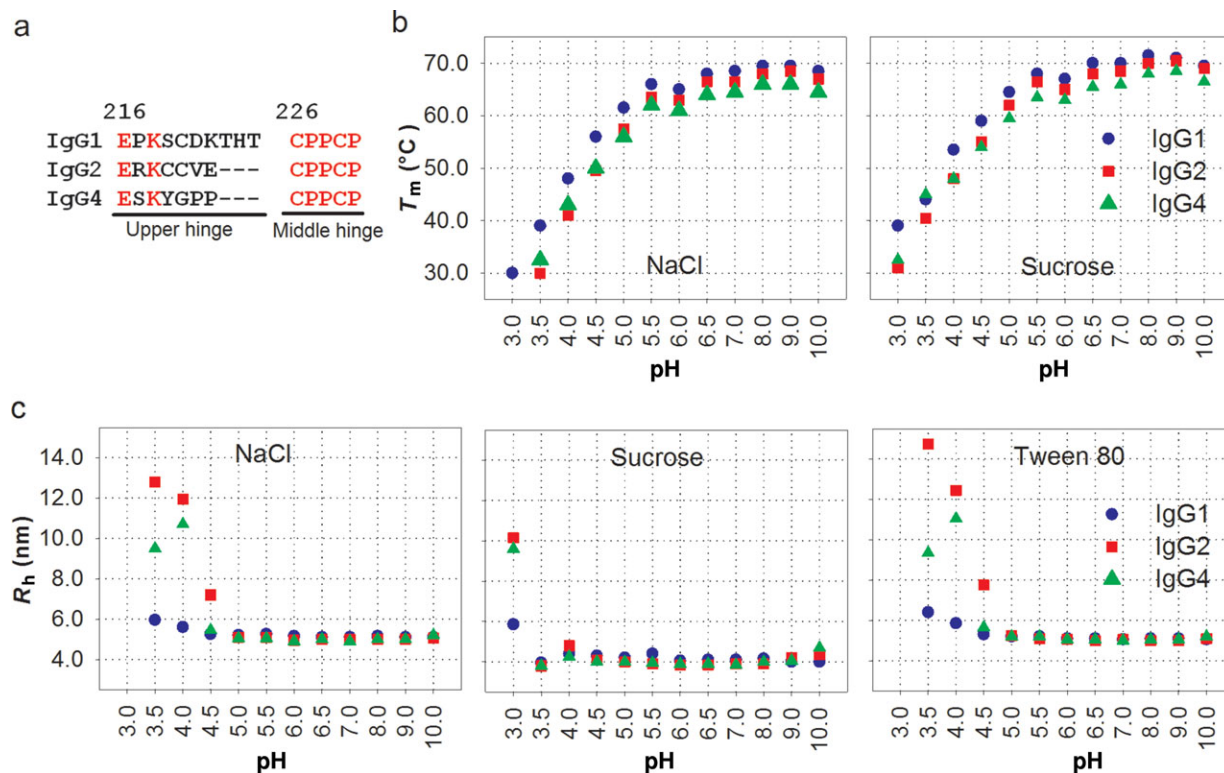 a
216 226
IgG1 EPKSCDKTHT CPPCP
IgG2 ERKCCVE--- CPPCP
IgG4 ESKYGPP--- CPPCP
Upper hinge Middle hinge
b
Tm (°C)
70.0
60.0
50.0
40.0
30.0
NaCl
3.0 3.5 4.0 4.5 5.0 5.5 6.0 6.5 7.0 8.0 9.0 10.0
pH
IgG1
IgG2
IgG4
Sucrose
3.0 3.5 4.0 4.5 5.0 5.5 6.0 6.5 7.0 8.0 9.0 10.0
pH
c
Rh (nm)
14.0
12.0
10.0
8.0
6.0
4.0
NaCl
3.0 3.5 4.0 4.5 5.0 5.5 6.0 6.5 7.0 8.0 9.0 10.0
pH
Sucrose
3.0 3.5 4.0 4.5 5.0 5.5 6.0 6.5 7.0 8.0 9.0 10.0
pH
Tween 80
IgG1
IgG2
IgG4
3.0 3.5 4.0 4.5 5.0 5.5 6.0 6.5 7.0 8.0 9.0 10.0
pH